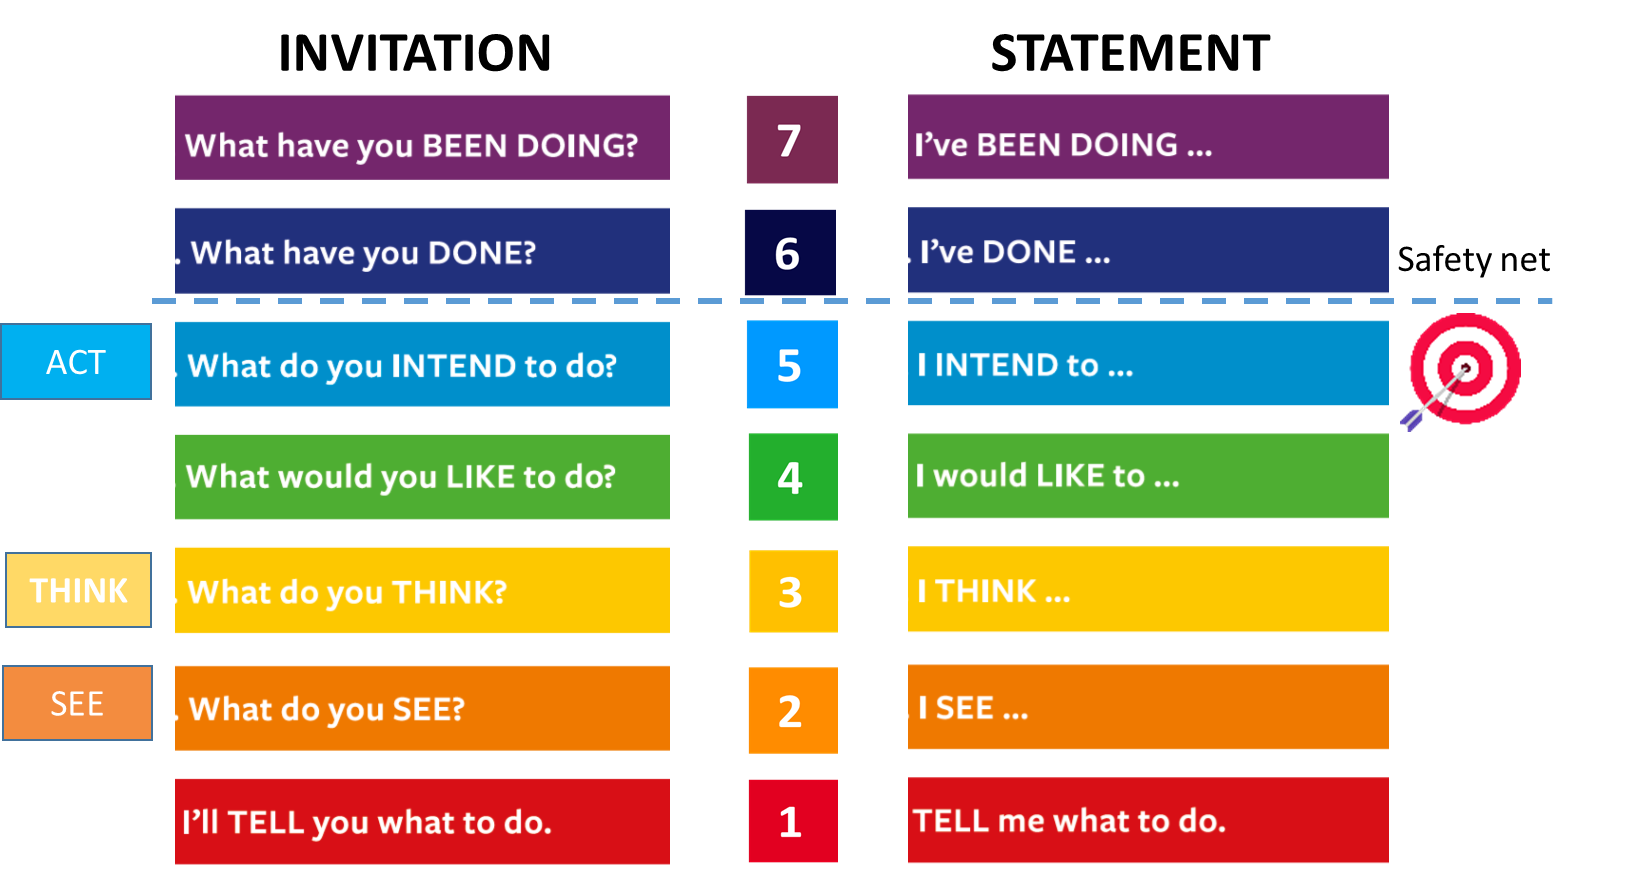 INVITATION STATEMENT
What have you BEEN DOING? 7 I've BEEN DOING ...
. What have you DONE? 6 . I've DONE ... Safety net
ACT . What do you INTEND to do? 5 I INTEND to ...
What would you LIKE to do? 4 I would LIKE to ...
THINK . What do you THINK? 3 I THINK ...
SEE . What do you SEE? 2 . I SEE ...
I'll TELL you what to do. 1 TELL me what to do.